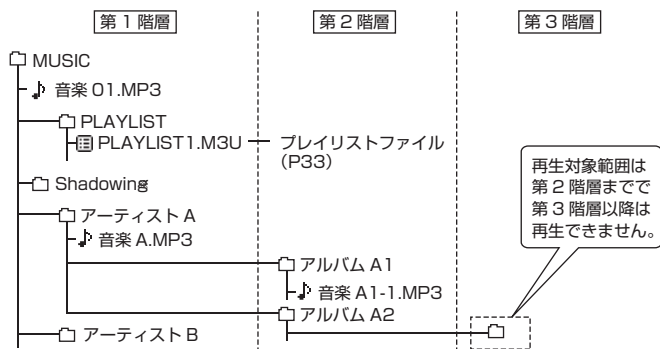 第1階層
第2階層
第3階層
MUSIC
音楽 01.MP3
PLAYLIST
PLAYLIST1.M3U
プレイリストファイル
(P33)
Shadowing
アーティスト A
音楽 A.MP3
アルバム A1
音楽 A1-1.MP3
アルバム A2
アーティスト B
再生対象範囲は
第2階層までで
第3階層以降は
再生できません。